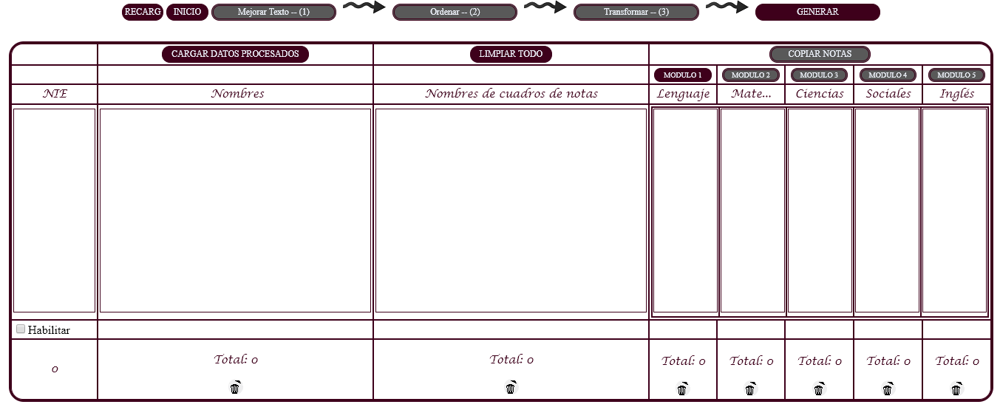 RECARG INICIO Mejorar Texto -- (1) Ordenar -- (2) Transformar -- (3) GENERAR
CARGAR DATOS PROCESADOS LIMPIAR TODO COPIAR NOTAS
MODULO 1 MODULO 2 MODULO 3 MODULO 4 MODULO 5
NIE Nombres Nombres de cuadros de notas Lenguaje Mate... Ciencias Sociales Inglés
Habilitar
0 Total: 0 Total: 0 Total: 0 Total: 0 Total: 0 Total: 0 Total: 0